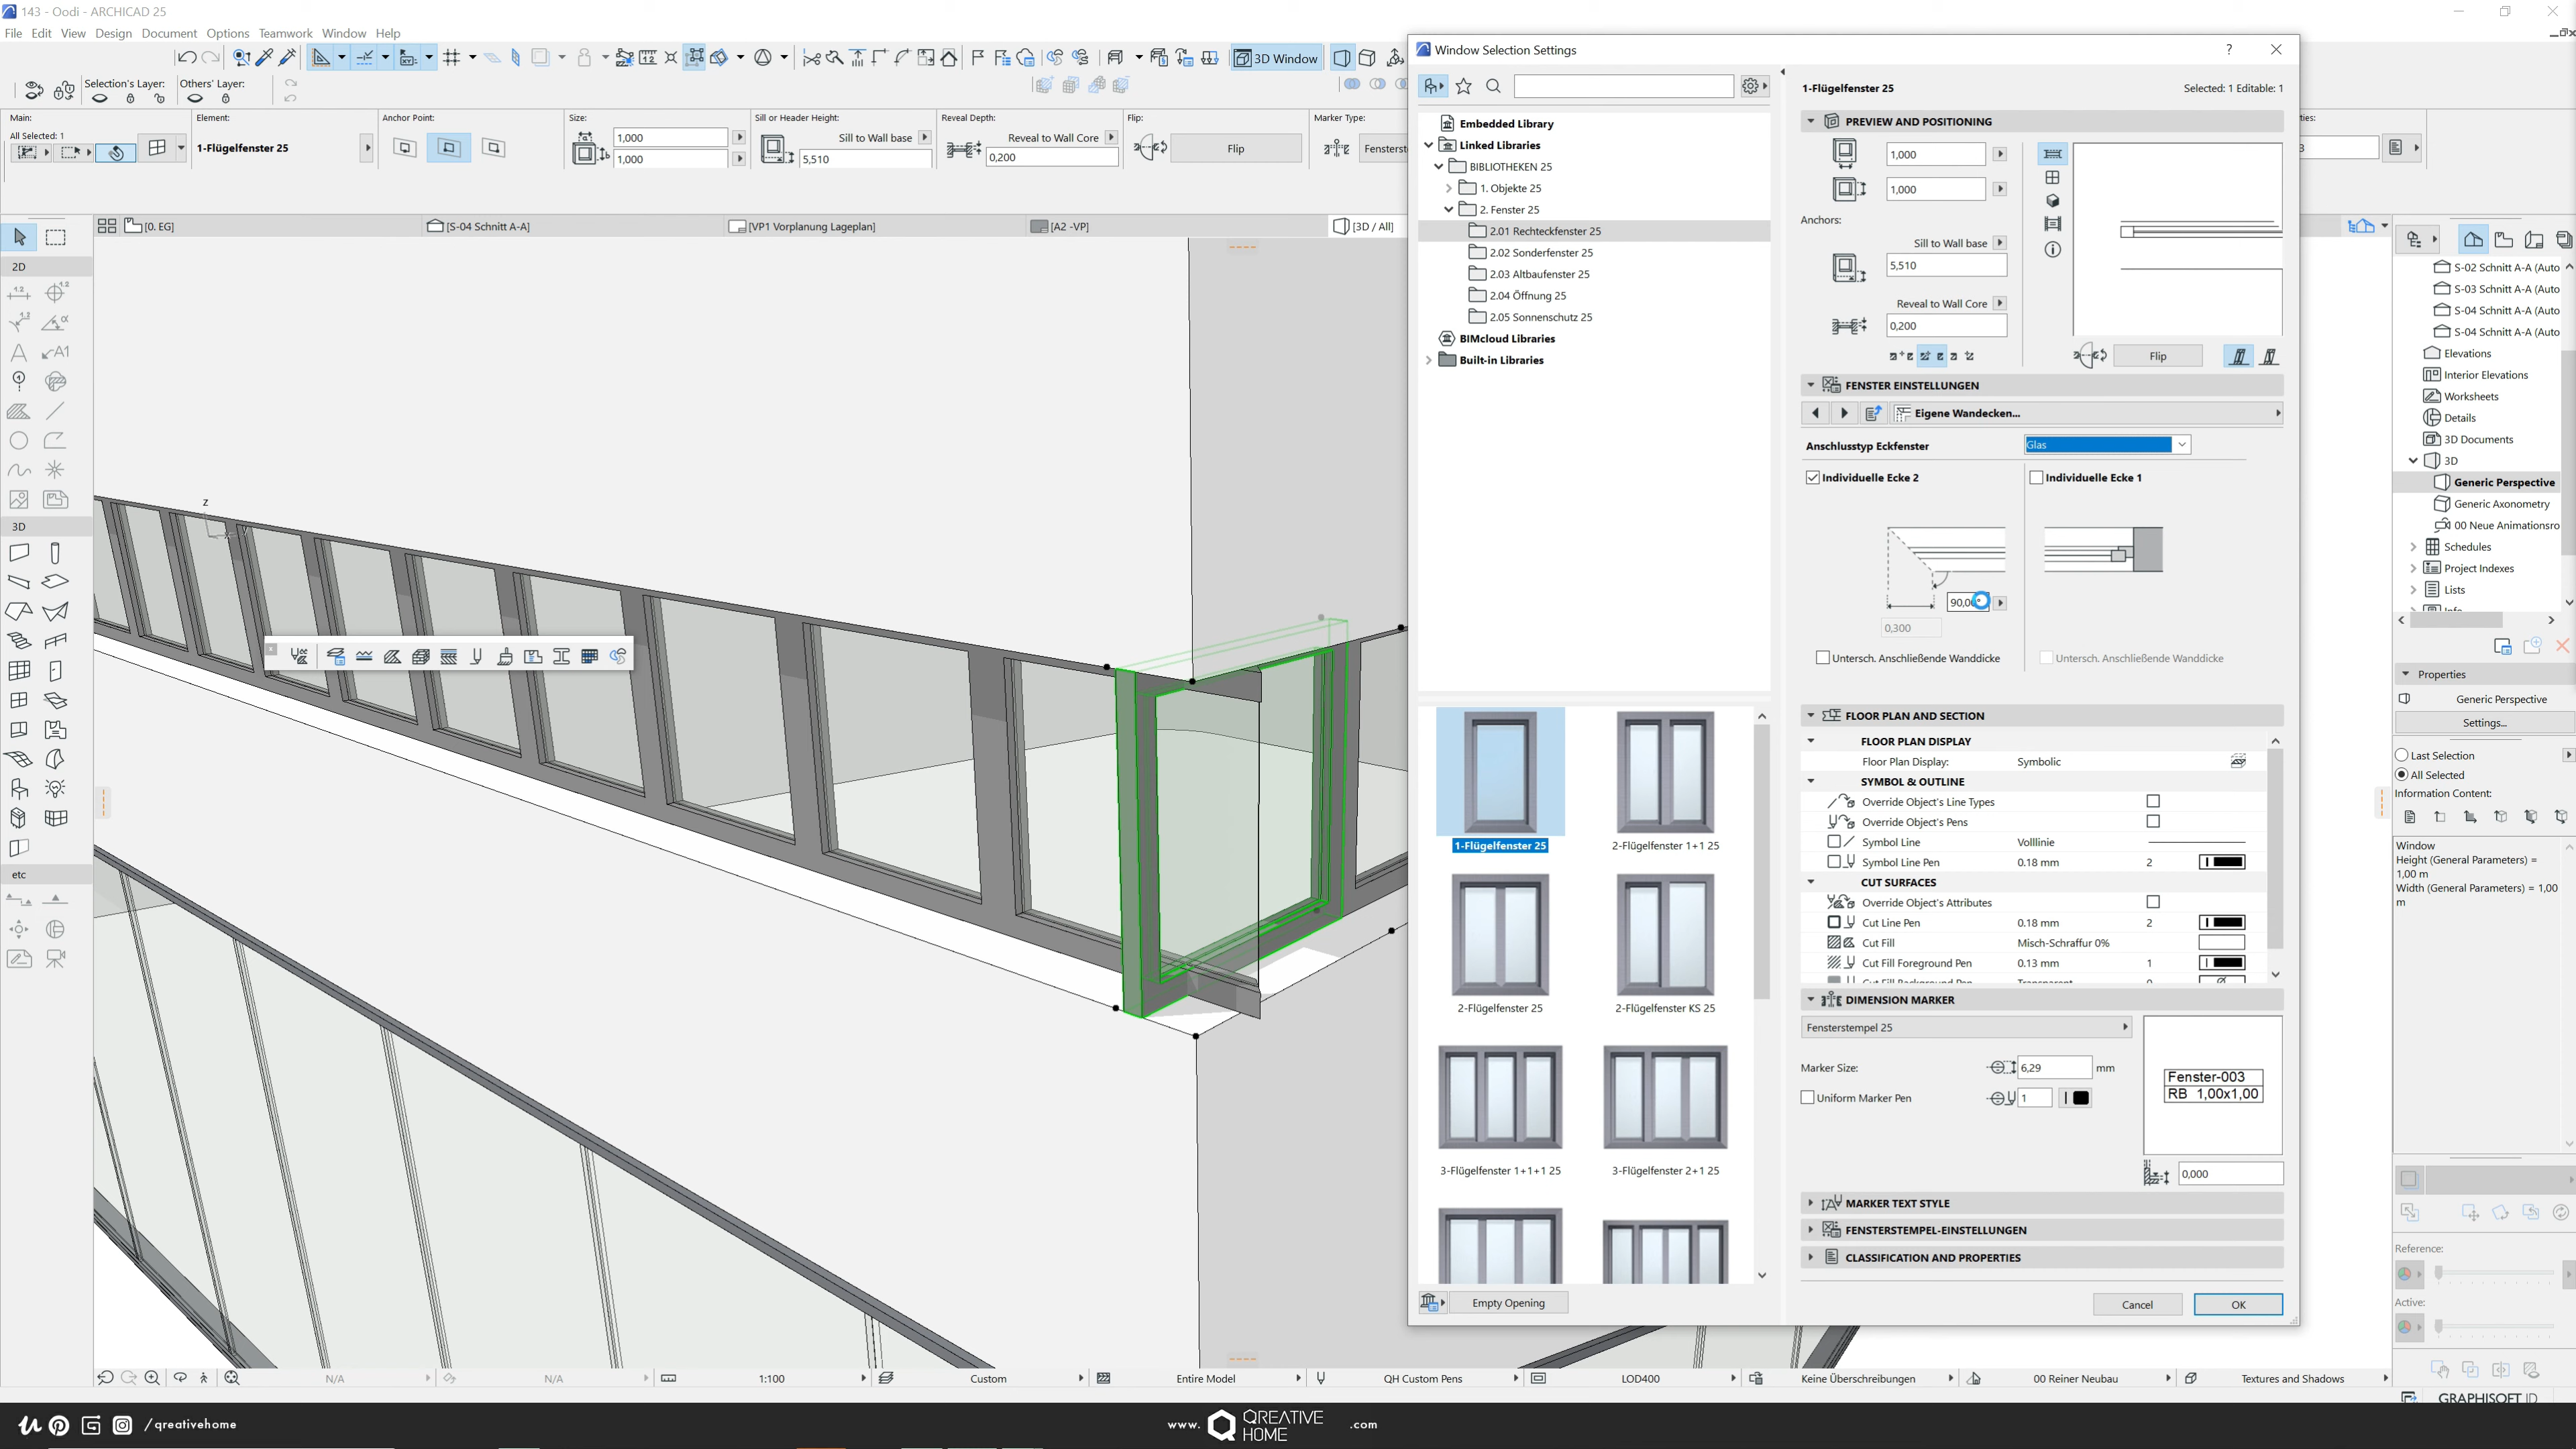 143 - Oodi - ARCHICAD 25
File Edit View Design Document Options Teamwork Window Help
3D Window
Selection's Layer: Others' Layer:
Main:
All Selected: 1
Element:
1-Flügelfenster 25
Anchor Point:
Size:
1,000
1,000
Sill or Header Height:
Sill to Wall base
5,510
Reveal Depth:
Reveal to Wall Core
0,200
Flip:
Flip
Marker Type:
Fensterst
[0. EG]
[S-04 Schnitt A-A]
[VP1 Vorplanung Lageplan]
[A2 -VP]
[3D / All]
2D
3D
etc
Window Selection Settings
Embedded Library
Linked Libraries
BIBLIOTHEKEN 25
1. Objekte 25
2. Fenster 25
2.01 Rechteckfenster 25
2.02 Sonderfenster 25
2.03 Altbaufenster 25
2.04 Öffnung 25
2.05 Sonnenschutz 25
BIMcloud Libraries
Built-in Libraries
1-Flügelfenster 25
2-Flügelfenster 1+1 25
2-Flügelfenster 25
2-Flügelfenster KS 25
3-Flügelfenster 1+1+1 25
3-Flügelfenster 2+1 25
Empty Opening
1-Flügelfenster 25
Selected: 1 Editable: 1
PREVIEW AND POSITIONING
1,000
1,000
Anchors:
Sill to Wall base
5,510
Reveal to Wall Core
0,200
Flip
FENSTER EINSTELLUNGEN
Eigene Wandecken...
Anschlusstyp Eckfenster
Glas
Individuelle Ecke 2
Individuelle Ecke 1
0,300
Untersch. Anschließende Wanddicke
Untersch. Anschließende Wanddicke
FLOOR PLAN AND SECTION
FLOOR PLAN DISPLAY
Floor Plan Display: Symbolic
SYMBOL & OUTLINE
Override Object's Line Types
Override Object's Pens
Symbol Line Volllinie
Symbol Line Pen 0.18 mm 2
CUT SURFACES
Override Object's Attributes
Cut Line Pen 0.18 mm 2
Cut Fill Misch-Schraffur 0%
Cut Fill Foreground Pen 0.13 mm 1
DIMENSION MARKER
Fensterstempel 25
Marker Size: 6,29 mm
Uniform Marker Pen 1
Fenster-003
RB 1,00x1,00
0,000
MARKER TEXT STYLE
FENSTERSTEMPEL-EINSTELLUNGEN
CLASSIFICATION AND PROPERTIES
Cancel
OK
ties:
S-02 Schnitt A-A (Auto
S-03 Schnitt A-A (Auto
S-04 Schnitt A-A (Auto
S-04 Schnitt A-A (Auto
Elevations
Interior Elevations
Worksheets
Details
3D Documents
3D
Generic Perspective
Generic Axonometry
00 Neue Animationsro
Schedules
Project Indexes
Lists
Properties
Generic Perspective
Settings...
Last Selection
All Selected
Information Content:
Window
Height (General Parameters) =
1,00 m
Width (General Parameters) = 1,00
m
Reference:
Active:
N/A
N/A
1:100
Custom
Entire Model
QH Custom Pens
LOD400
Keine Überschreibungen
00 Reiner Neubau
Textures and Shadows
GRAPHISOFT ID
/qreativehome
www. QREATIVE HOME .com